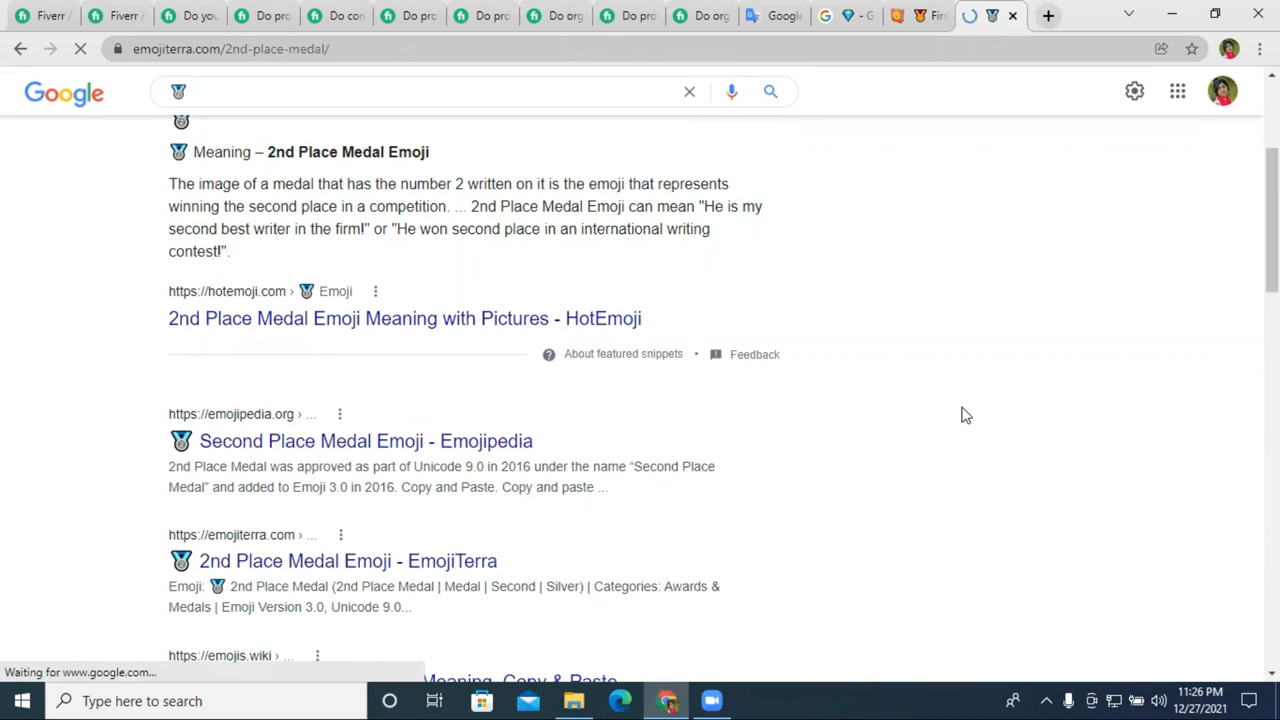 Fiverr /
Fiverr /
Do you
Do pro
Do con
Do pro
Do pro
Do org
Do pro
Do org
Google
- G
Firs
emojiterra.com/2nd-place-medal/
Google
🥈
🥈
🥈 Meaning – 2nd Place Medal Emoji
The image of a medal that has the number 2 written on it is the emoji that represents
winning the second place in a competition. ... 2nd Place Medal Emoji can mean "He is my
second best writer in the firm!" or "He won second place in an international writing
contest!".
https://hotemoji.com › 🥈 Emoji
2nd Place Medal Emoji Meaning with Pictures - HotEmoji
About featured snippets • Feedback
https://emojipedia.org › ...
🥈 Second Place Medal Emoji - Emojipedia
2nd Place Medal was approved as part of Unicode 9.0 in 2016 under the name “Second Place
Medal” and added to Emoji 3.0 in 2016. Copy and Paste. Copy and paste ...
https://emojiterra.com › ...
🥈 2nd Place Medal Emoji - EmojiTerra
Emoji: 🥈 2nd Place Medal (2nd Place Medal | Medal | Second | Silver) | Categories: Awards &
Medals | Emoji Version 3.0, Unicode 9.0...
https://emojis.wiki › ...
Meaning, Copy & Paste
Waiting for www.google.com...
Type here to search
11:26 PM
12/27/2021